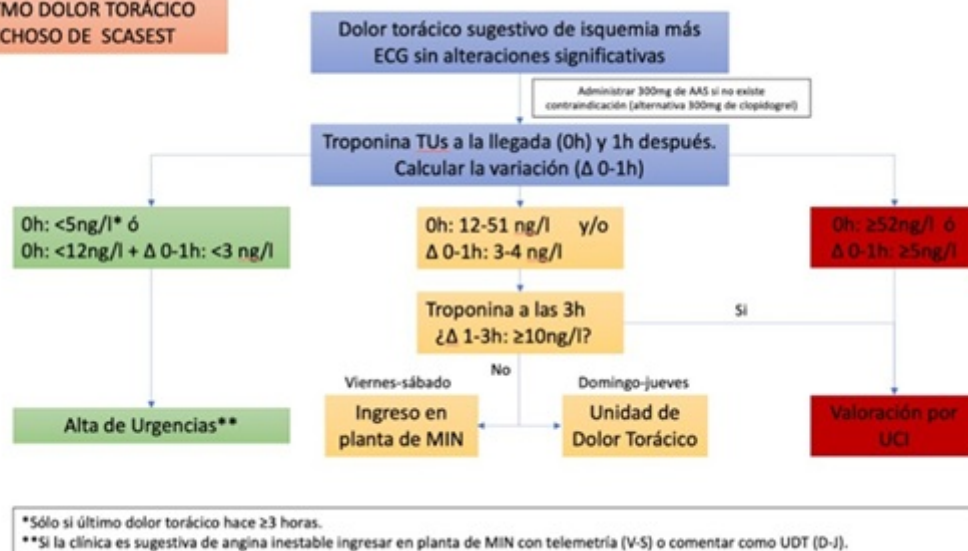 MO DOLOR TORÁCICO
CHOSO DE SCASEST
Dolor torácico sugestivo de isquemia más
ECG sin alteraciones significativas
Administrar 300mg de AAS si no existe
contraindicación (alternativa 300mg de clopidogrel)
Troponina TUs a la llegada (0h) y 1h después.
Calcular la variación (Δ 0-1h)
0h: <5ng/l* ó
0h: <12ng/l + Δ 0-1h: <3 ng/l
0h: 12-51 ng/l y/o
Δ 0-1h: 3-4 ng/l
0h: ≥52ng/l ó
Δ 0-1h: ≥5ng/l
Troponina a las 3h
¿Δ 1-3h: ≥10ng/l?
Si
No
Viernes-sábado
Domingo-jueves
Alta de Urgencias**
Ingreso en
planta de MIN
Unidad de
Dolor Torácico
Valoración por
UCI
*Sólo si último dolor torácico hace ≥3 horas.
**Si la clínica es sugestiva de angina inestable ingresar en planta de MIN con telemetría (V-S) o comentar como UDT (D-J).